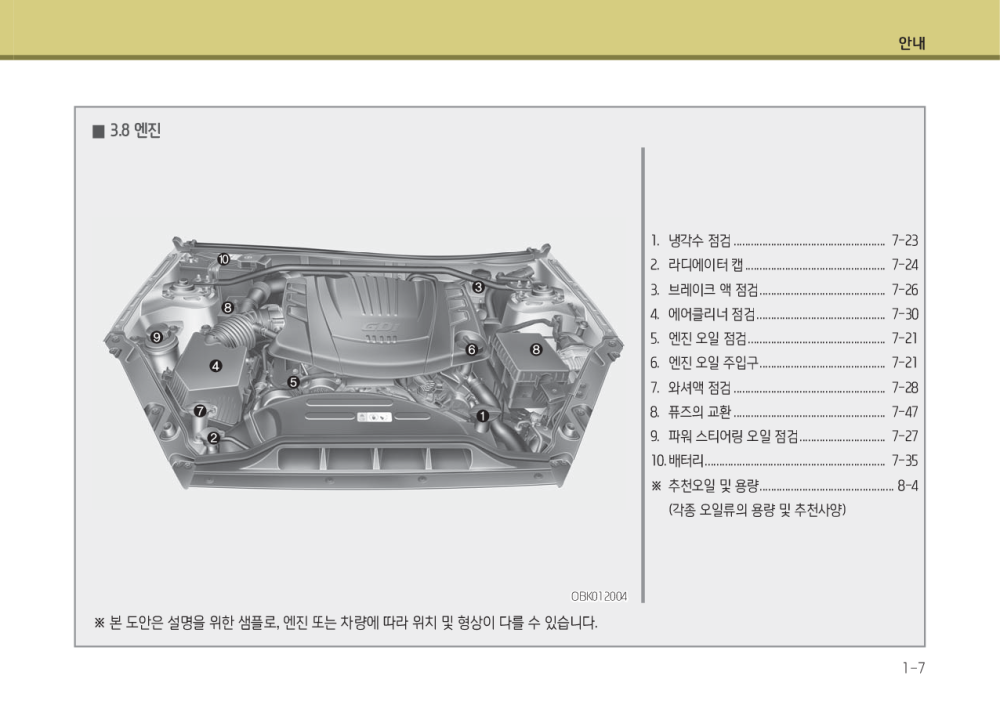 안내
■ 3.8 엔진
⑩
③
⑧
⑨
⑥
⑧
④
⑤
⑦
①
②
GDI
1. 냉각수 점검 .................................................... 7-23
2. 라디에이터 캡 ................................................ 7-24
3. 브레이크 액 점검........................................... 7-26
4. 에어클리너 점검............................................ 7-30
5. 엔진 오일 점검............................................... 7-21
6. 엔진 오일 주입구........................................... 7-21
7. 와셔액 점검 .................................................... 7-28
8. 퓨즈의 교환 .................................................... 7-47
9. 파워 스티어링 오일 점검............................. 7-27
10. 배터리.............................................................. 7-35
※ 추천오일 및 용량.............................................. 8-4
(각종 오일류의 용량 및 추천사양)
OBK012004
※ 본 도안은 설명을 위한 샘플로, 엔진 또는 차량에 따라 위치 및 형상이 다를 수 있습니다.
1-7